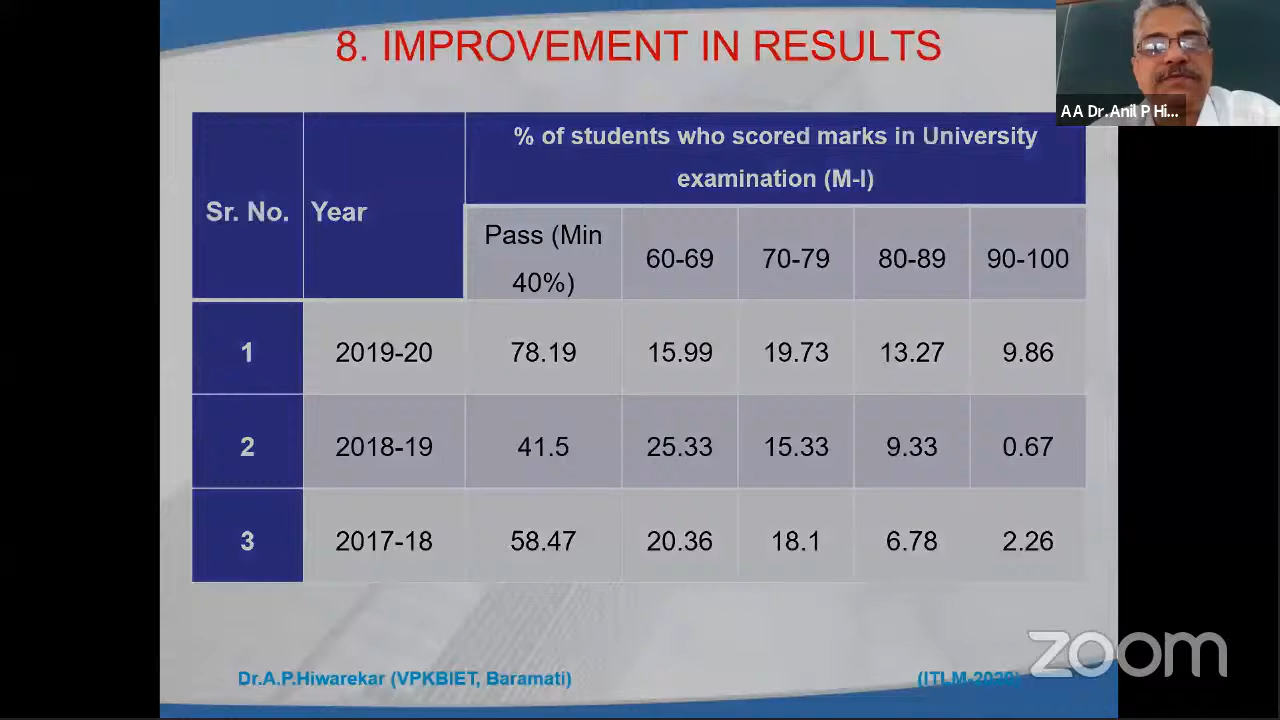 8. IMPROVEMENT IN RESULTS
AA Dr.Anil P Hi...
% of students who scored marks in University
examination (M-I)
Sr. No. Year
Pass (Min
40%) 60-69 70-79 80-89 90-100
1 2019-20 78.19 15.99 19.73 13.27 9.86
2 2018-19 41.5 25.33 15.33 9.33 0.67
3 2017-18 58.47 20.36 18.1 6.78 2.26
zoom
Dr.A.P.Hiwarekar (VPKBIET, Baramati) (ITLM-2020)